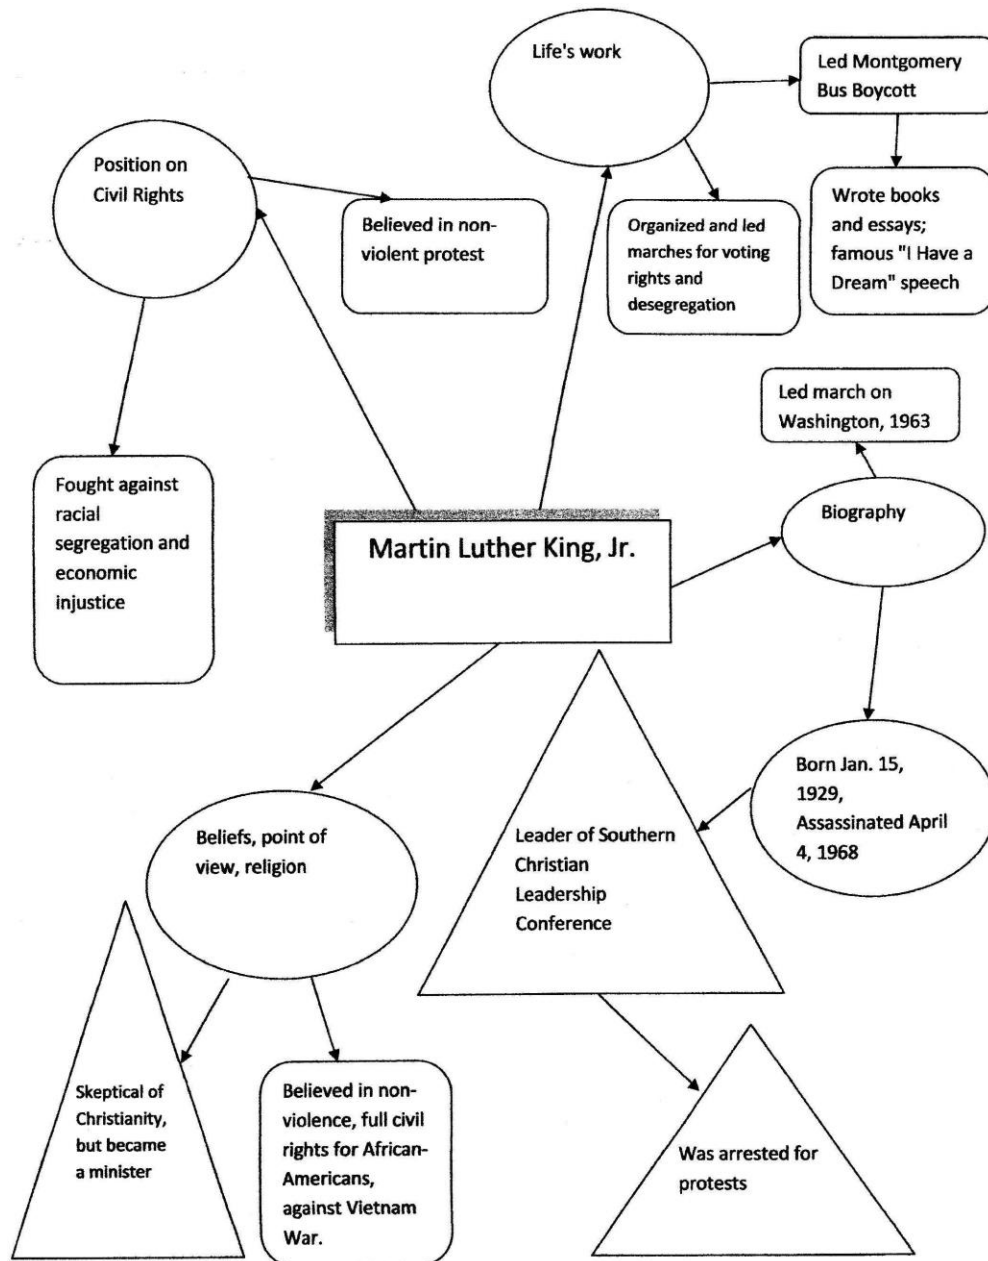 Life's work
Led Montgomery
Bus Boycott
Position on
Civil Rights
Believed in non-
violent protest
Organized and led
marches for voting
rights and
desegregation
Wrote books
and essays;
famous "I Have a
Dream" speech
Led march on
Washington, 1963
Fought against
racial
segregation and
economic
injustice
Martin Luther King, Jr.
Biography
Born Jan. 15,
1929,
Assassinated April
4, 1968
Beliefs, point of
view, religion
Leader of Southern
Christian
Leadership
Conference
Skeptical of
Christianity,
but became
a minister
Believed in non-
violence, full civil
rights for African-
Americans,
against Vietnam
War.
Was arrested for
protests